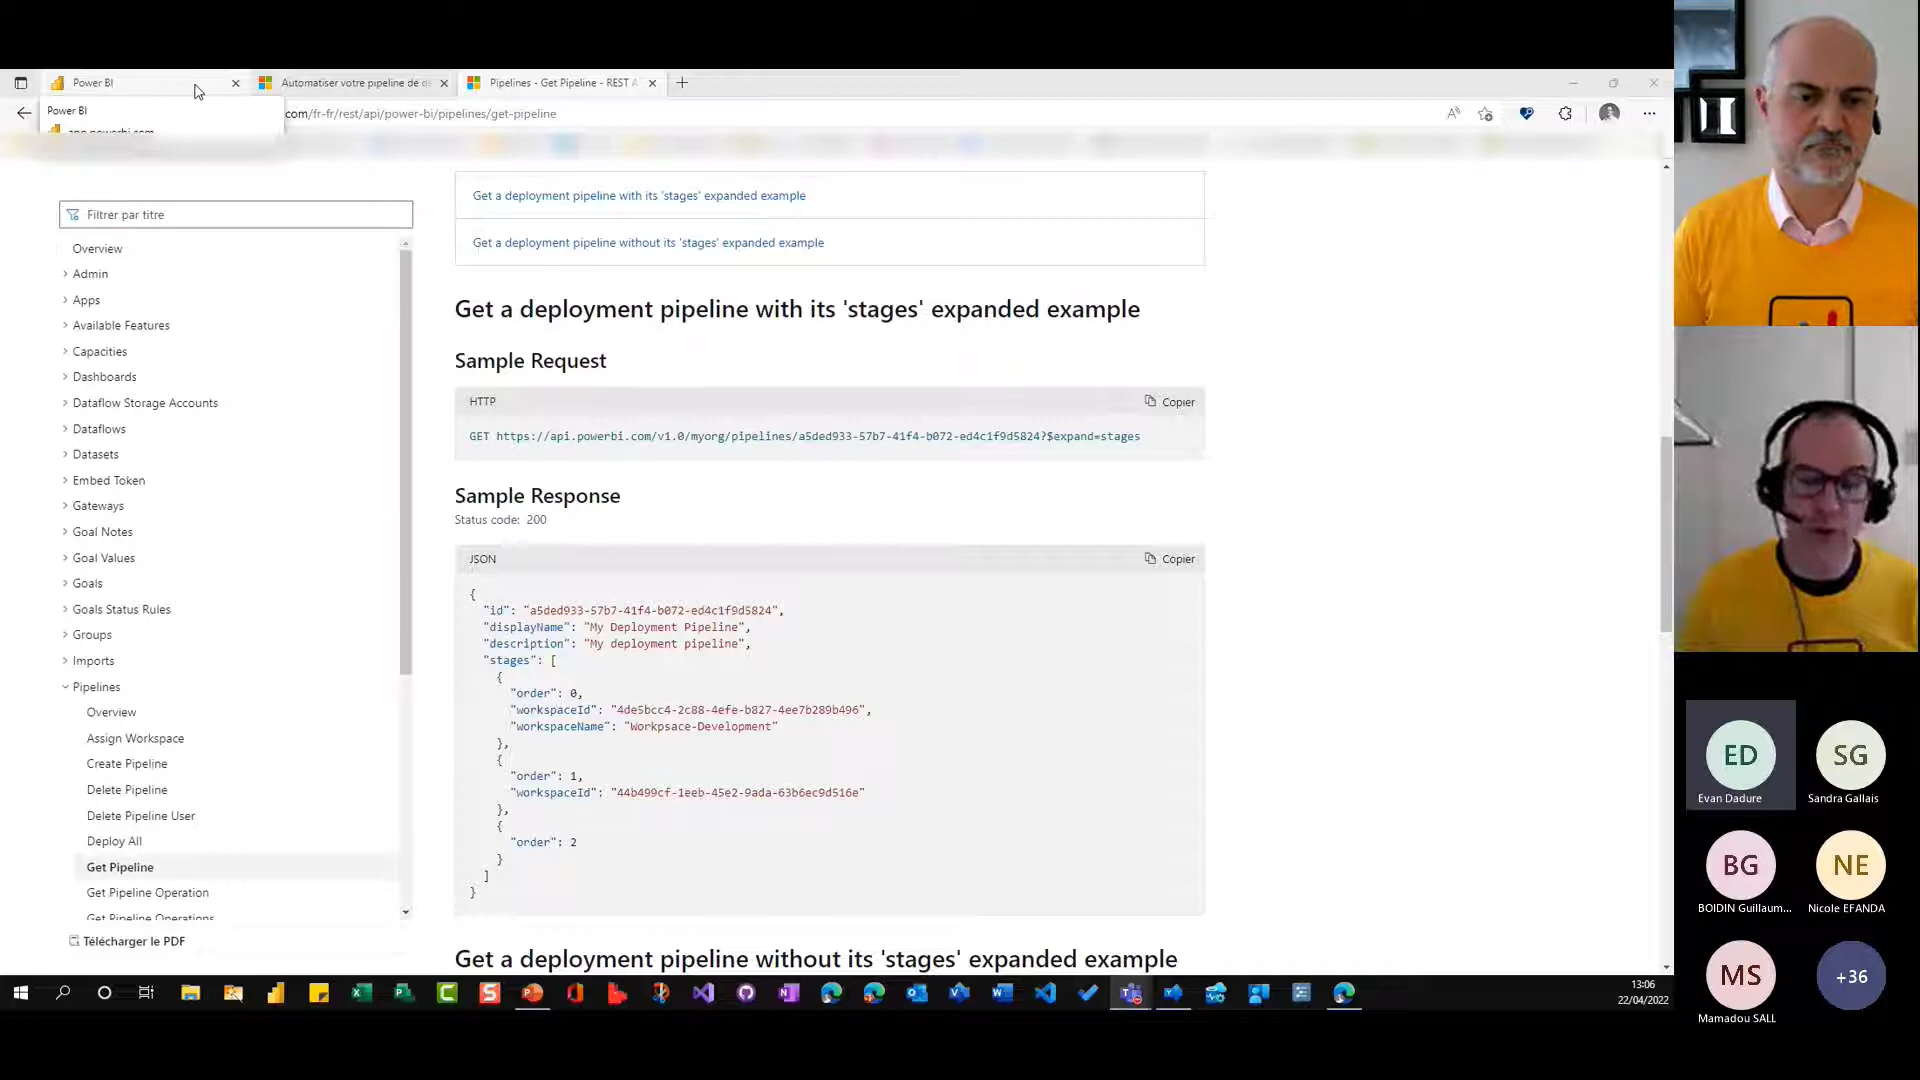 Power BI
Automatiser votre pipeline de d
Pipelines - Get Pipeline - REST A
Power BI
app.powerbi.com
com/fr-fr/rest/api/power-bi/pipelines/get-pipeline
Filtrer par titre
Overview
Admin
Apps
Available Features
Capacities
Dashboards
Dataflow Storage Accounts
Dataflows
Datasets
Embed Token
Gateways
Goal Notes
Goal Values
Goals
Goals Status Rules
Groups
Imports
Pipelines
Overview
Assign Workspace
Create Pipeline
Delete Pipeline
Delete Pipeline User
Deploy All
Get Pipeline
Get Pipeline Operation
Get Pipeline Operations
Télécharger le PDF
Get a deployment pipeline with its 'stages' expanded example
Get a deployment pipeline without its 'stages' expanded example
Get a deployment pipeline with its 'stages' expanded example
Sample Request
HTTP
Copier
GET https://api.powerbi.com/v1.0/myorg/pipelines/a5ded933-57b7-41f4-b072-ed4c1f9d5824?$expand=stages
Sample Response
Status code: 200
JSON
Copier
{
"id": "a5ded933-57b7-41f4-b072-ed4c1f9d5824",
"displayName": "My Deployment Pipeline",
"description": "My deployment pipeline",
"stages": [
{
"order": 0,
"workspaceId": "4de5bcc4-2c88-4efe-b827-4ee7b289b496",
"workspaceName": "Workpsace-Development"
},
{
"order": 1,
"workspaceId": "44b499cf-1eeb-45e2-9ada-63b6ec9d516e"
},
{
"order": 2
}
]
}
Get a deployment pipeline without its 'stages' expanded example
13:06
22/04/2022
ED
Evan Dadure
SG
Sandra Gallais
BG
BOIDIN Guillaum...
NE
Nicole EFANDA
MS
Mamadou SALL
+36